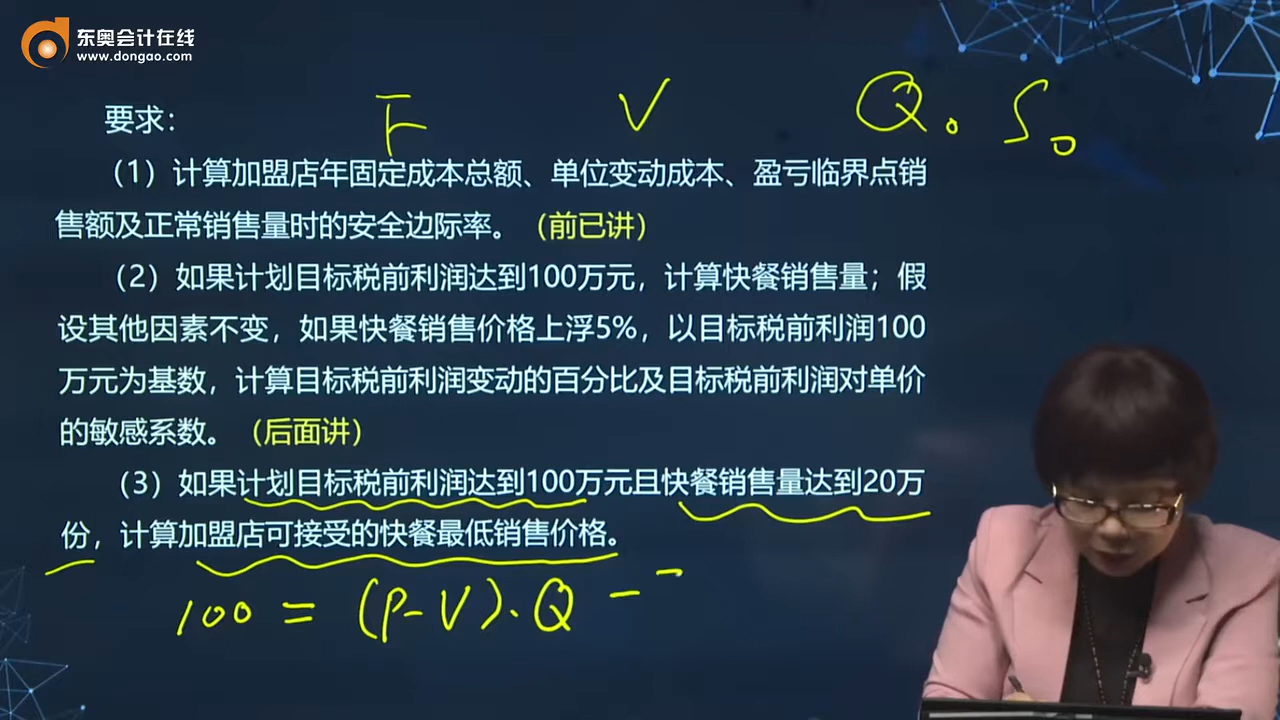 东奥会计在线
www.dongao.com
F V Q。 S0
要求：
（1）计算加盟店年固定成本总额、单位变动成本、盈亏临界点销
售额及正常销售量时的安全边际率。（前已讲）
（2）如果计划目标税前利润达到100万元，计算快餐销售量；假
设其他因素不变，如果快餐销售价格上浮5%，以目标税前利润100
万元为基数，计算目标税前利润变动的百分比及目标税前利润对单价
的敏感系数。（后面讲）
（3）如果计划目标税前利润达到100万元且快餐销售量达到20万
份，计算加盟店可接受的快餐最低销售价格。
100 = (P-V)·Q -